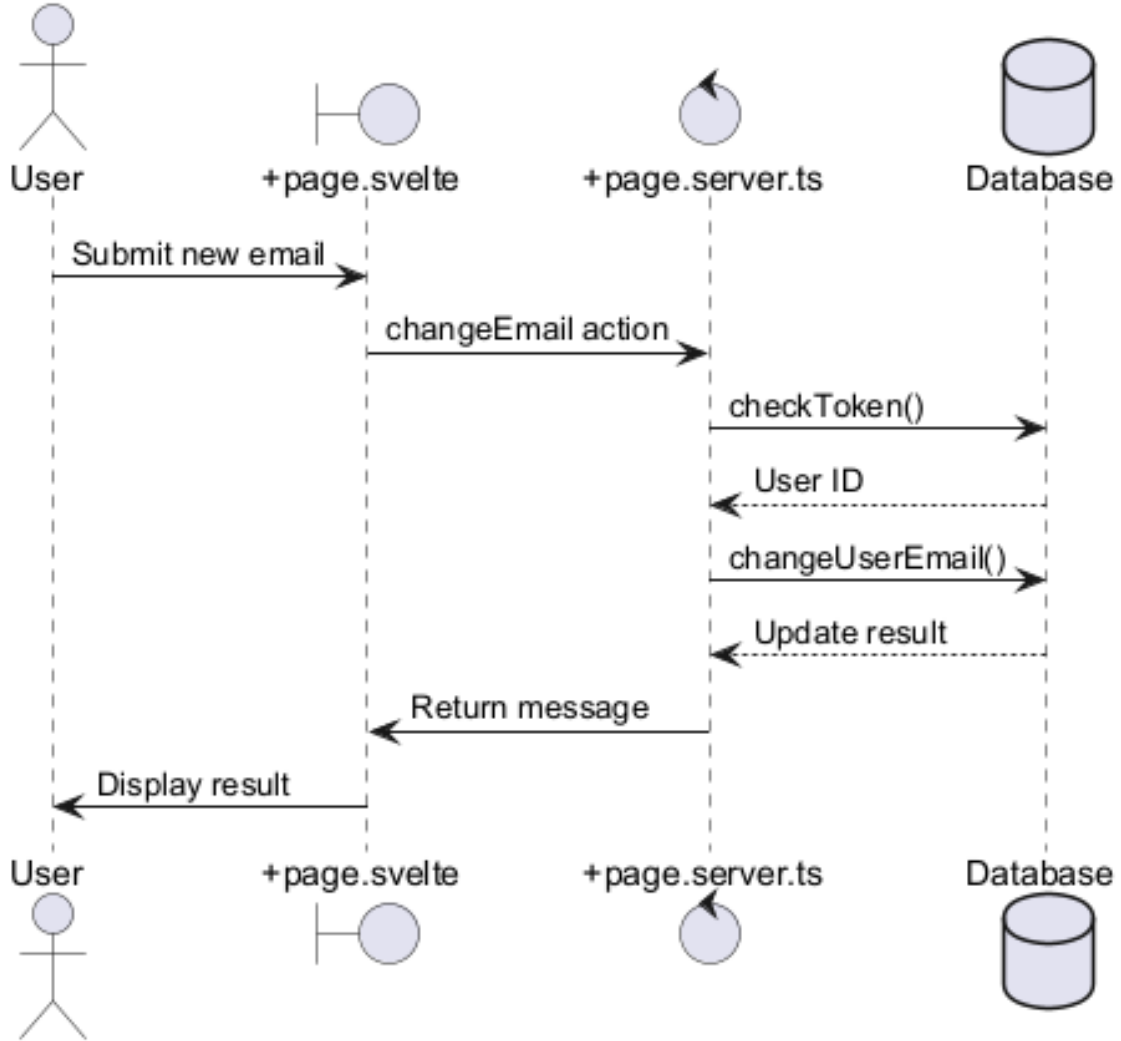 User
+page.svelte
+page.server.ts
Database
Submit new email
changeEmail action
checkToken()
User ID
changeUserEmail()
Update result
Return message
Display result
User
+page.svelte
+page.server.ts
Database